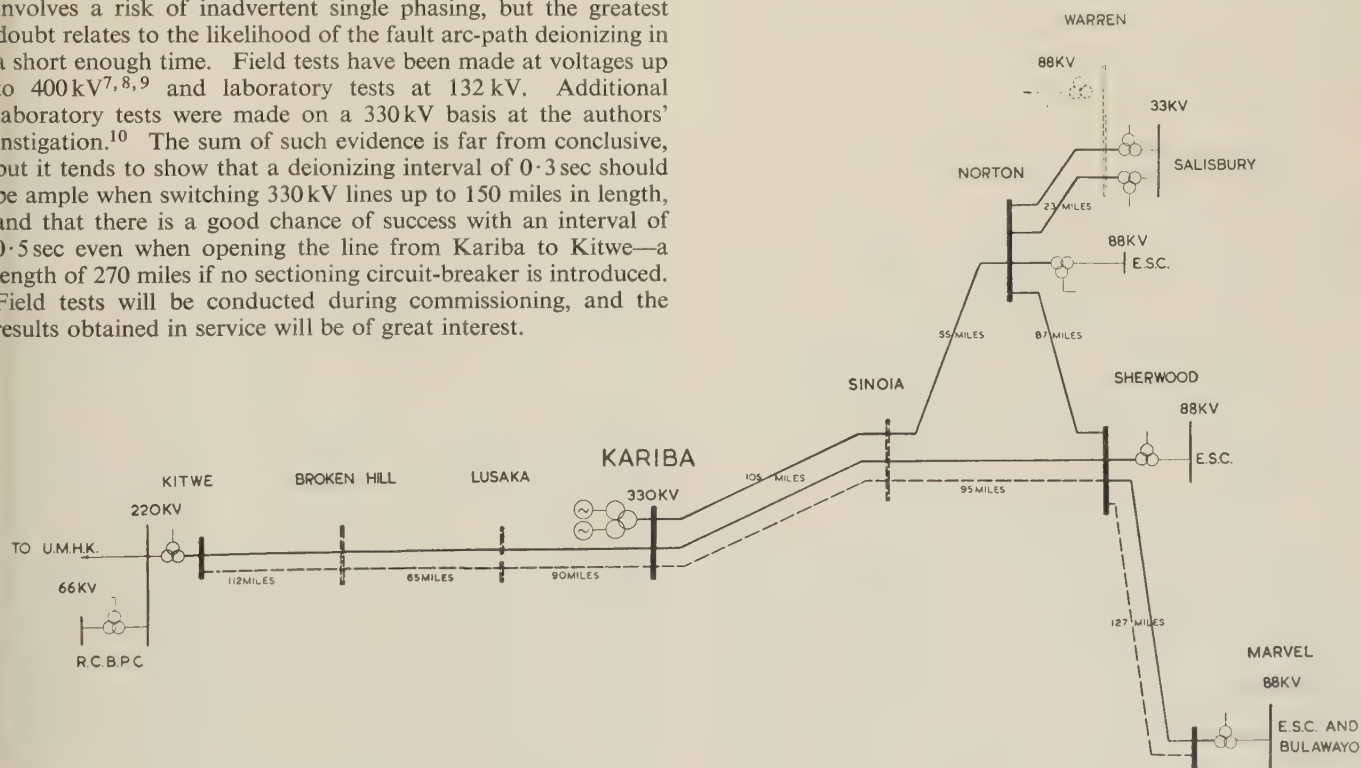 involves a risk of inadvertent single phasing, but the greatest
doubt relates to the likelihood of the fault arc-path deionizing in
a short enough time. Field tests have been made at voltages up
to 400 kV7,8,9 and laboratory tests at 132 kV. Additional
laboratory tests were made on a 330 kV basis at the authors'
instigation.10 The sum of such evidence is far from conclusive,
but it tends to show that a deionizing interval of 0·3 sec should
be ample when switching 330 kV lines up to 150 miles in length,
and that there is a good chance of success with an interval of
0·5 sec even when opening the line from Kariba to Kitwe—a
length of 270 miles if no sectioning circuit-breaker is introduced.
Field tests will be conducted during commissioning, and the
results obtained in service will be of great interest.
WARREN
88KV
33KV
NORTON
SALISBURY
23 MILES
88KV
E.S.C.
55 MILES
87 MILES
SINOIA
SHERWOOD
88KV
E.S.C.
KARIBA
330KV
105 MILES
95 MILES
KITWE
BROKEN HILL
LUSAKA
220KV
TO U.M.H.K.
112 MILES
65 MILES
90 MILES
66KV
R.C.B.P.C
127 MILES
MARVEL
88KV
E.S.C. AND
BULAWAYO